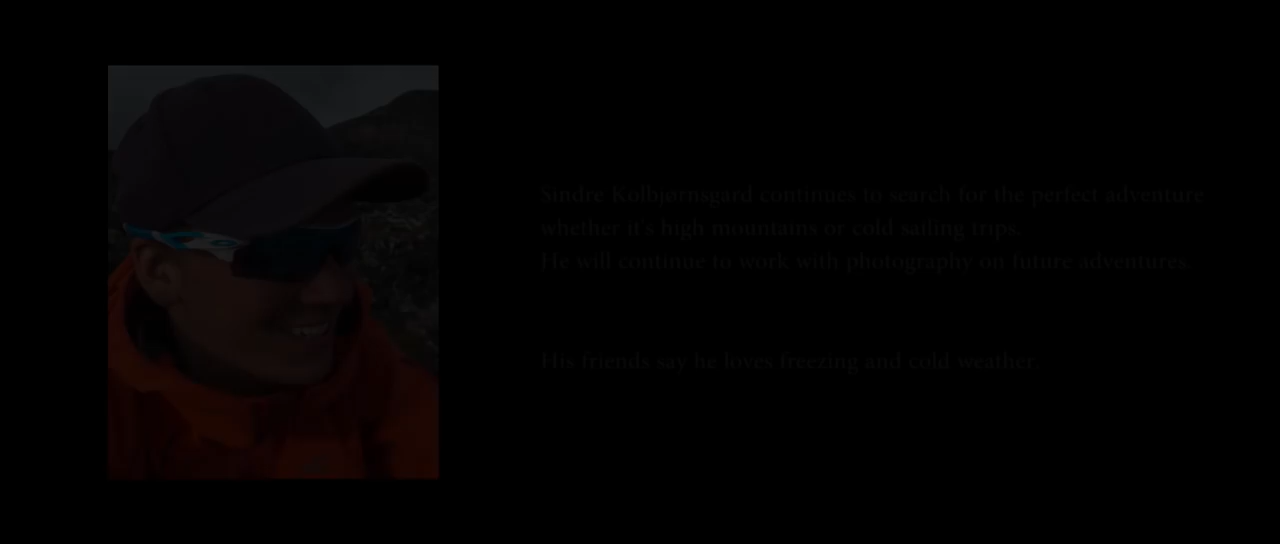 Sindre Kolbjørnsgard continues to search for the perfect adventure
whether it's high mountains or cold sailing trips.
He will continue to work with photography on future adventures.
His friends say he loves freezing and cold weather.